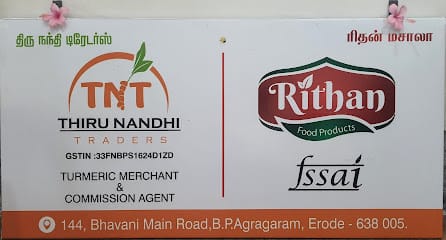 திரு நந்தி டிரேடர்ஸ்
TNT
THIRU NANDHI
TRADERS
GSTIN :33FNBPS1624D1ZD
TURMERIC MERCHANT
&
COMMISSION AGENT
ரிதன் மசாலா
Rithan
Food Products
fssai
144, Bhavani Main Road,B.P.Agragaram, Erode - 638 005.